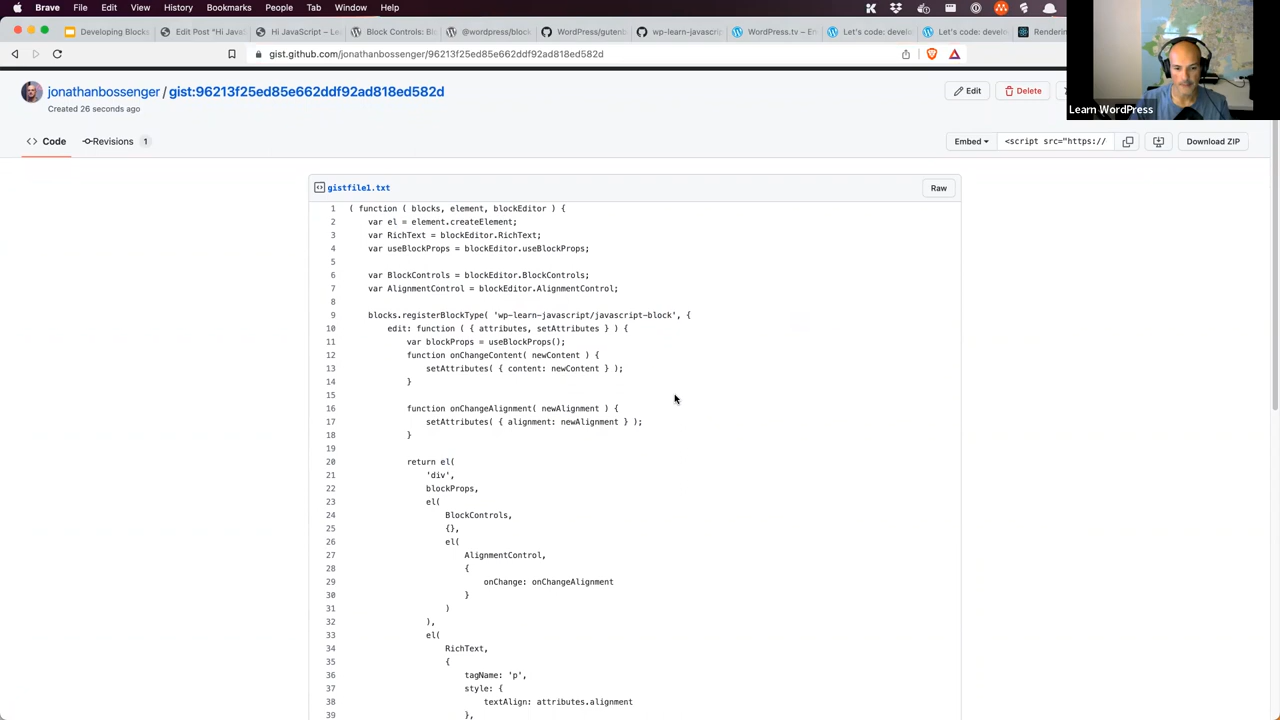 Brave File Edit View History Bookmarks People Tab Window Help
Developing Blocks
Edit Post "Hi JavaS
Hi JavaScript – Lea
Block Controls: Blo
@wordpress/block
WordPress/gutenb
wp-learn-javascrip
WordPress.tv — En
Let's code: develop
Let's code: develop
Rendering
gist.github.com/jonathanbossenger/96213f25ed85e662ddf92ad818ed582d
Learn WordPress
jonathanbossenger / gist:96213f25ed85e662ddf92ad818ed582d
Created 26 seconds ago
Edit
Delete
Code
Revisions 1
Embed
<script src="https://
Download ZIP
gistfile1.txt
Raw
1 ( function ( blocks, element, blockEditor ) {
2 var el = element.createElement;
3 var RichText = blockEditor.RichText;
4 var useBlockProps = blockEditor.useBlockProps;
5
6 var BlockControls = blockEditor.BlockControls;
7 var AlignmentControl = blockEditor.AlignmentControl;
8
9 blocks.registerBlockType( 'wp-learn-javascript/javascript-block', {
10 edit: function ( { attributes, setAttributes } ) {
11 var blockProps = useBlockProps();
12 function onChangeContent( newContent ) {
13 setAttributes( { content: newContent } );
14 }
15
16 function onChangeAlignment( newAlignment ) {
17 setAttributes( { alignment: newAlignment } );
18 }
19
20 return el(
21 'div',
22 blockProps,
23 el(
24 BlockControls,
25 {},
26 el(
27 AlignmentControl,
28 {
29 onChange: onChangeAlignment
30 }
31 )
32 ),
33 el(
34 RichText,
35 {
36 tagName: 'p',
37 style: {
38 textAlign: attributes.alignment
39 },